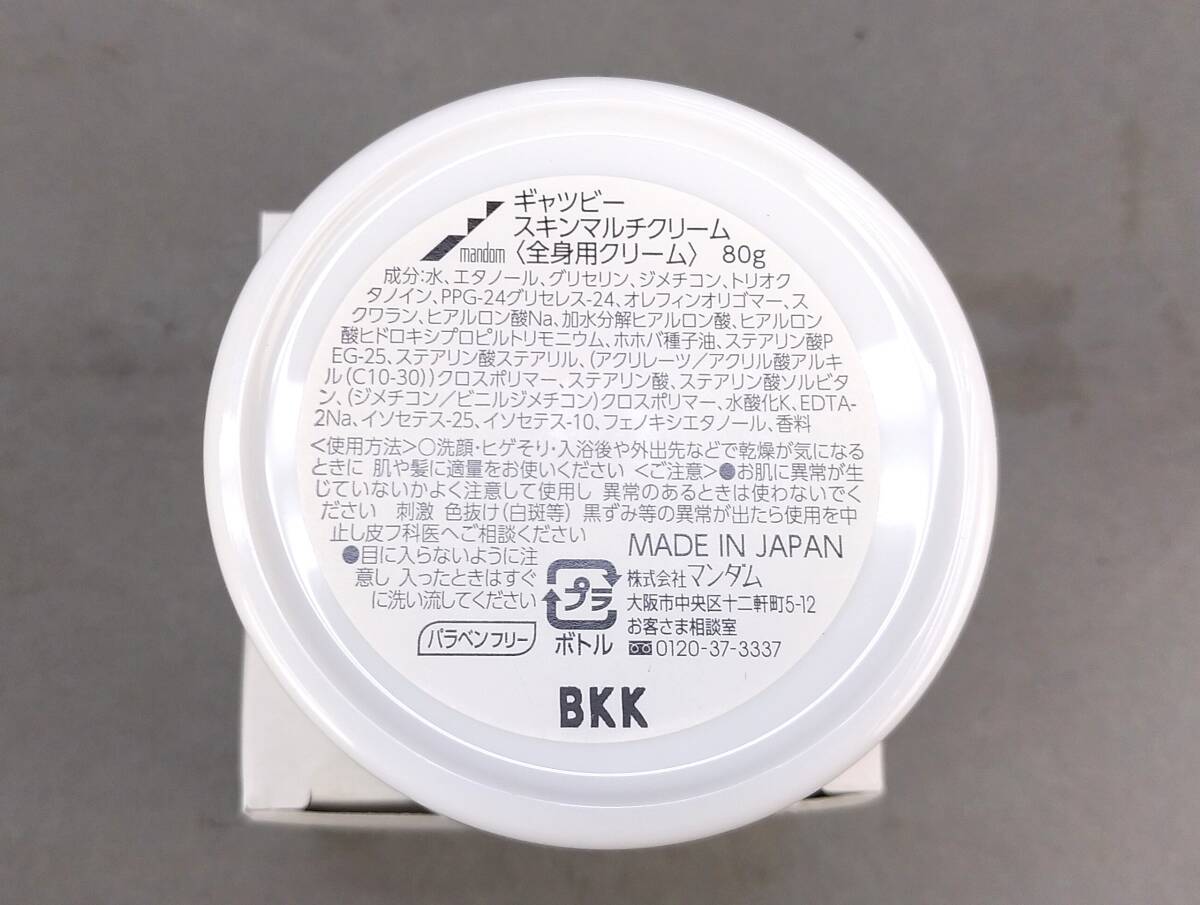 mandom
ギャツビー
スキンマルチクリーム
〈全身用クリーム〉 80g
成分:水、エタノール、グリセリン、ジメチコン、トリオク
タノイン、PPG-24グリセレス-24、オレフィンオリゴマー、ス
クワラン、ヒアルロン酸Na、加水分解ヒアルロン酸、ヒアルロン
酸ヒドロキシプロピルトリモニウム、ホホバ種子油、ステアリン酸P
EG-25、ステアリン酸ステアリル、(アクリレーツ/アクリル酸アルキ
ル(C10-30))クロスポリマー、ステアリン酸、ステアリン酸ソルビタ
ン、(ジメチコン/ビニルジメチコン)クロスポリマー、水酸化K、EDTA-
2Na、イソセテス-25、イソセテス-10、フェノキシエタノール、香料
<使用方法>○洗顔・ヒゲそり・入浴後や外出先などで乾燥が気になる
ときに 肌や髪に適量をお使いください <ご注意>●お肌に異常が生
じていないかよく注意して使用し 異常のあるときは使わないでく
ださい 刺激 色抜け(白斑等) 黒ずみ等の異常が出たら使用を中
止し皮フ科医へご相談ください
●目に入らないように注
意し 入ったときはすぐ
に洗い流してください
パラベンフリー
プラ
ボトル
MADE IN JAPAN
株式会社マンダム
大阪市中央区十二軒町5-12
お客さま相談室
0120-37-3337
BKK